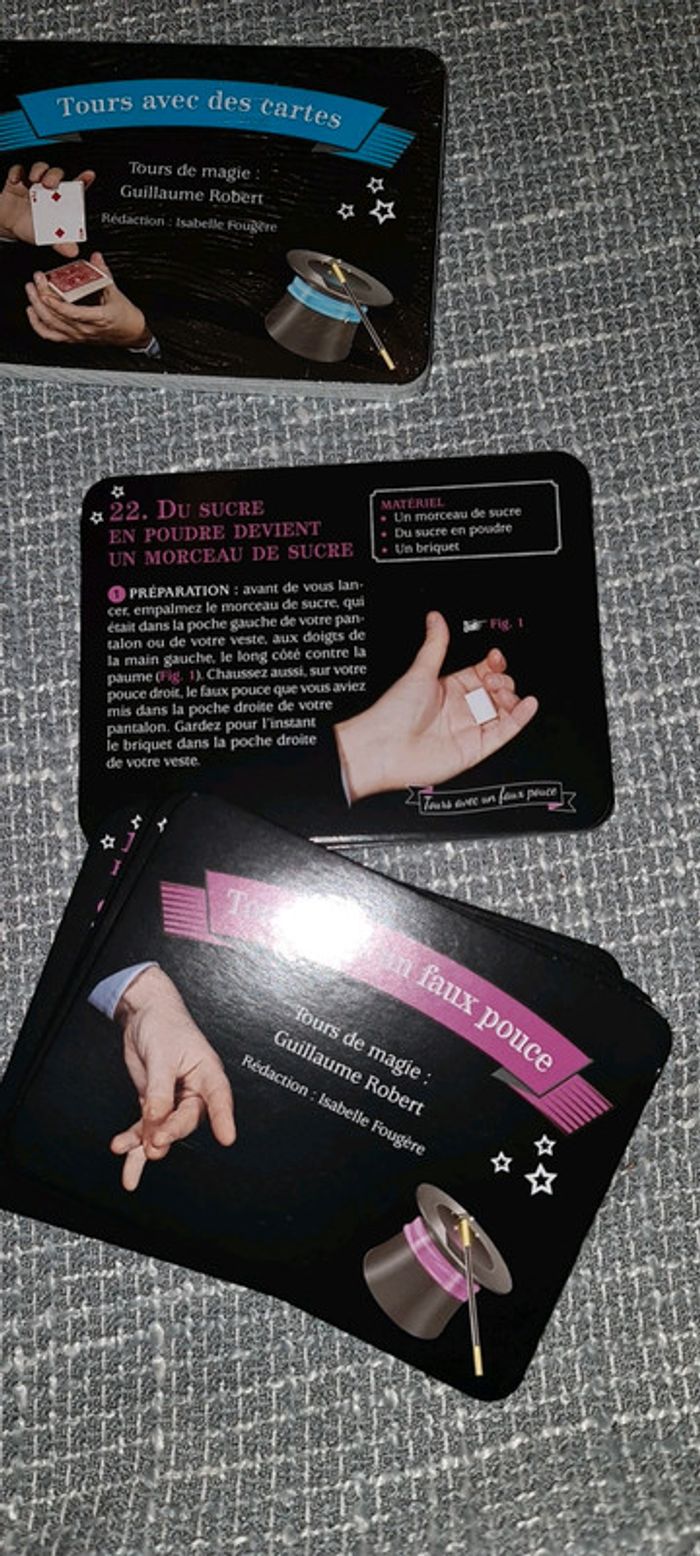 Tours avec des cartes
Tours de magie :
Guillaume Robert
Rédaction : Isabelle Fougère
22. DU SUCRE
EN POUDRE DEVIENT
UN MORCEAU DE SUCRE
MATÉRIEL
• Un morceau de sucre
• Du sucre en poudre
• Un briquet
1 PRÉPARATION : avant de vous lan-
cer, empalmez le morceau de sucre, qui
était dans la poche gauche de votre pan-
talon ou de votre veste, aux doigts de
la main gauche, le long côté contre la
paume (Fig. 1). Chaussez aussi, sur votre
pouce droit, le faux pouce que vous aviez
mis dans la poche droite de votre
pantalon. Gardez pour l'instant
le briquet dans la poche droite
de votre veste.
Fig. 1
Tours avec un faux pouce
un faux pouce
Tours de magie :
Guillaume Robert
Rédaction : Isabelle Fougère